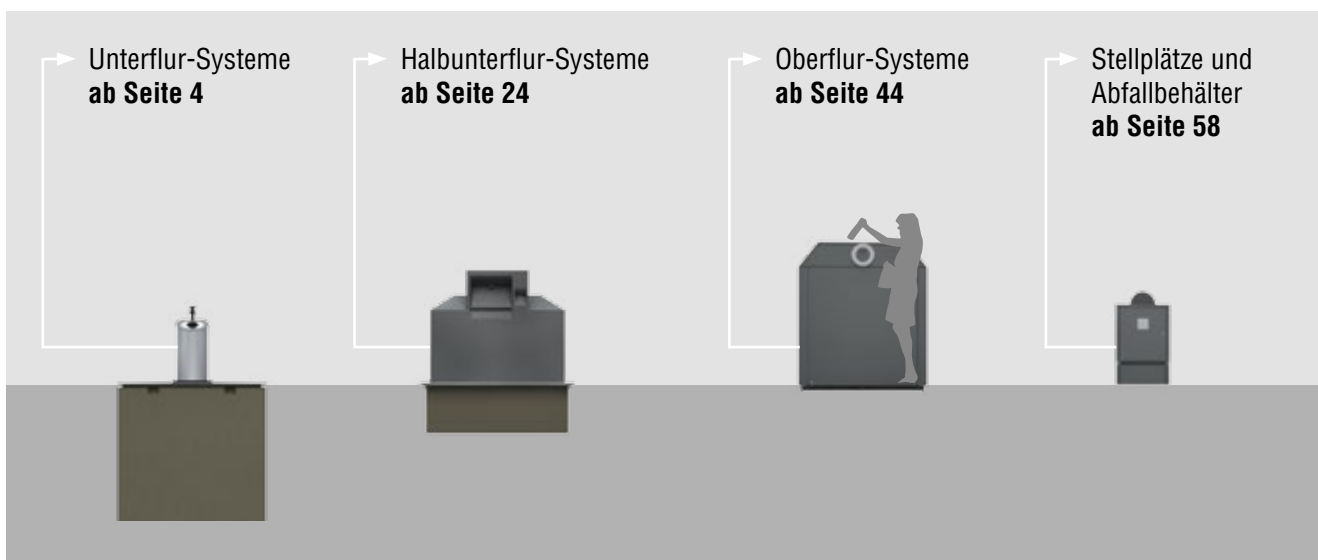 Unterflur-Systeme
ab Seite 4
Halbunterflur-Systeme
ab Seite 24
Oberflur-Systeme
ab Seite 44
Stellplätze und
Abfallbehälter
ab Seite 58